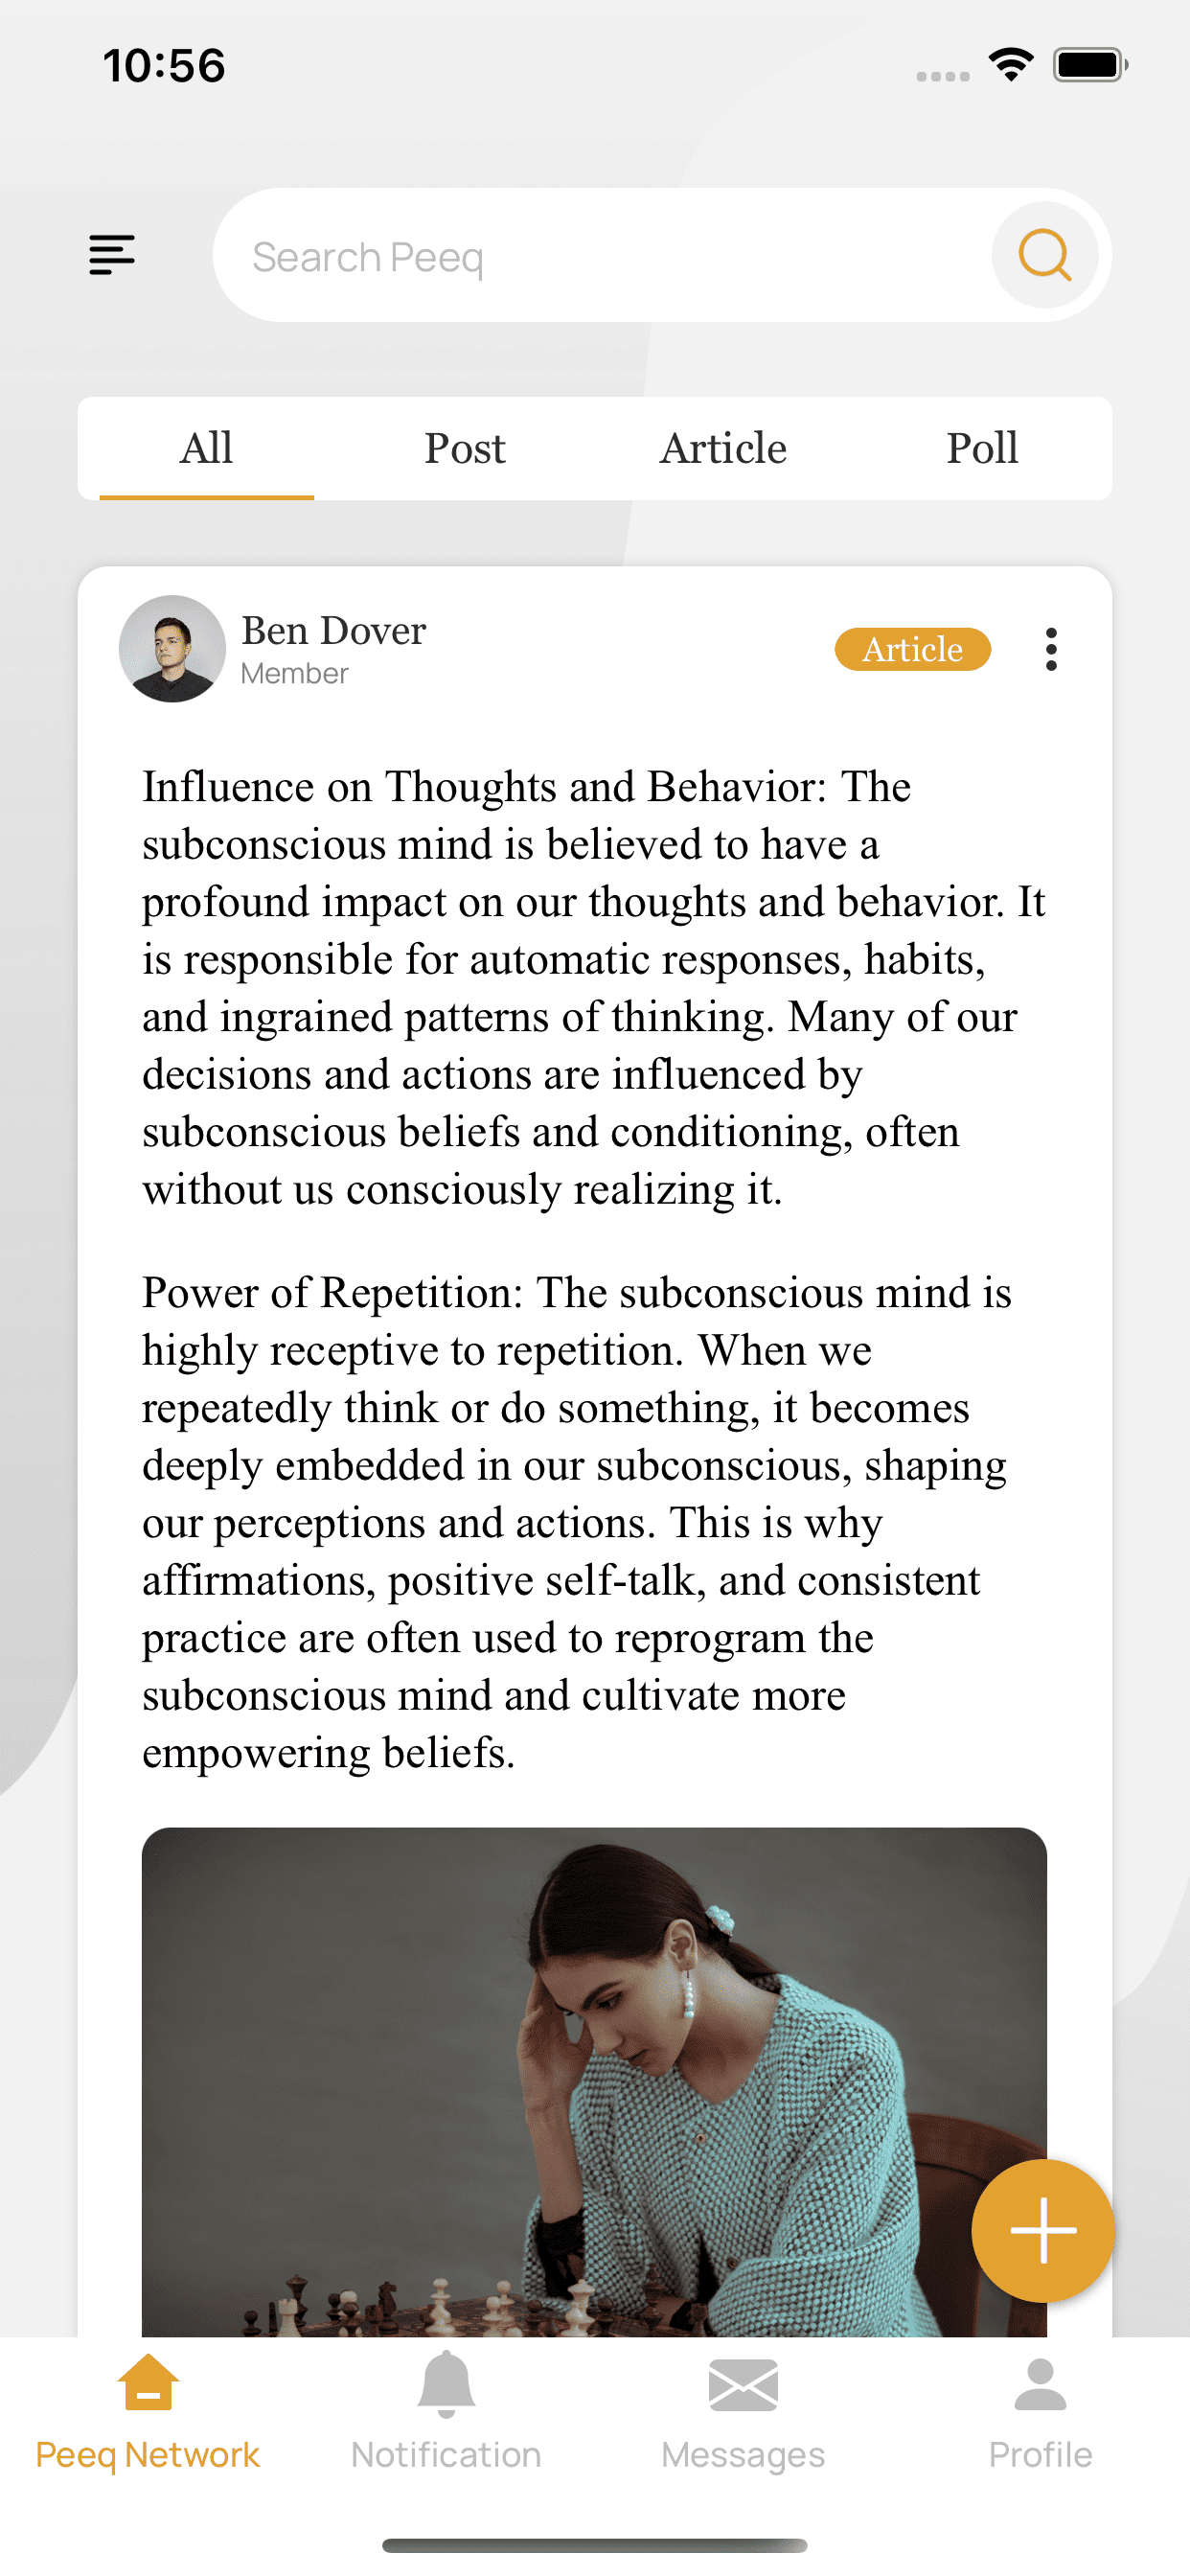 10:56
Search Peeq
All Post Article Poll
Ben Dover
Member
Article
Influence on Thoughts and Behavior: The
subconscious mind is believed to have a
profound impact on our thoughts and behavior. It
is responsible for automatic responses, habits,
and ingrained patterns of thinking. Many of our
decisions and actions are influenced by
subconscious beliefs and conditioning, often
without us consciously realizing it.
Power of Repetition: The subconscious mind is
highly receptive to repetition. When we
repeatedly think or do something, it becomes
deeply embedded in our subconscious, shaping
our perceptions and actions. This is why
affirmations, positive self-talk, and consistent
practice are often used to reprogram the
subconscious mind and cultivate more
empowering beliefs.
Peeq Network Notification Messages Profile